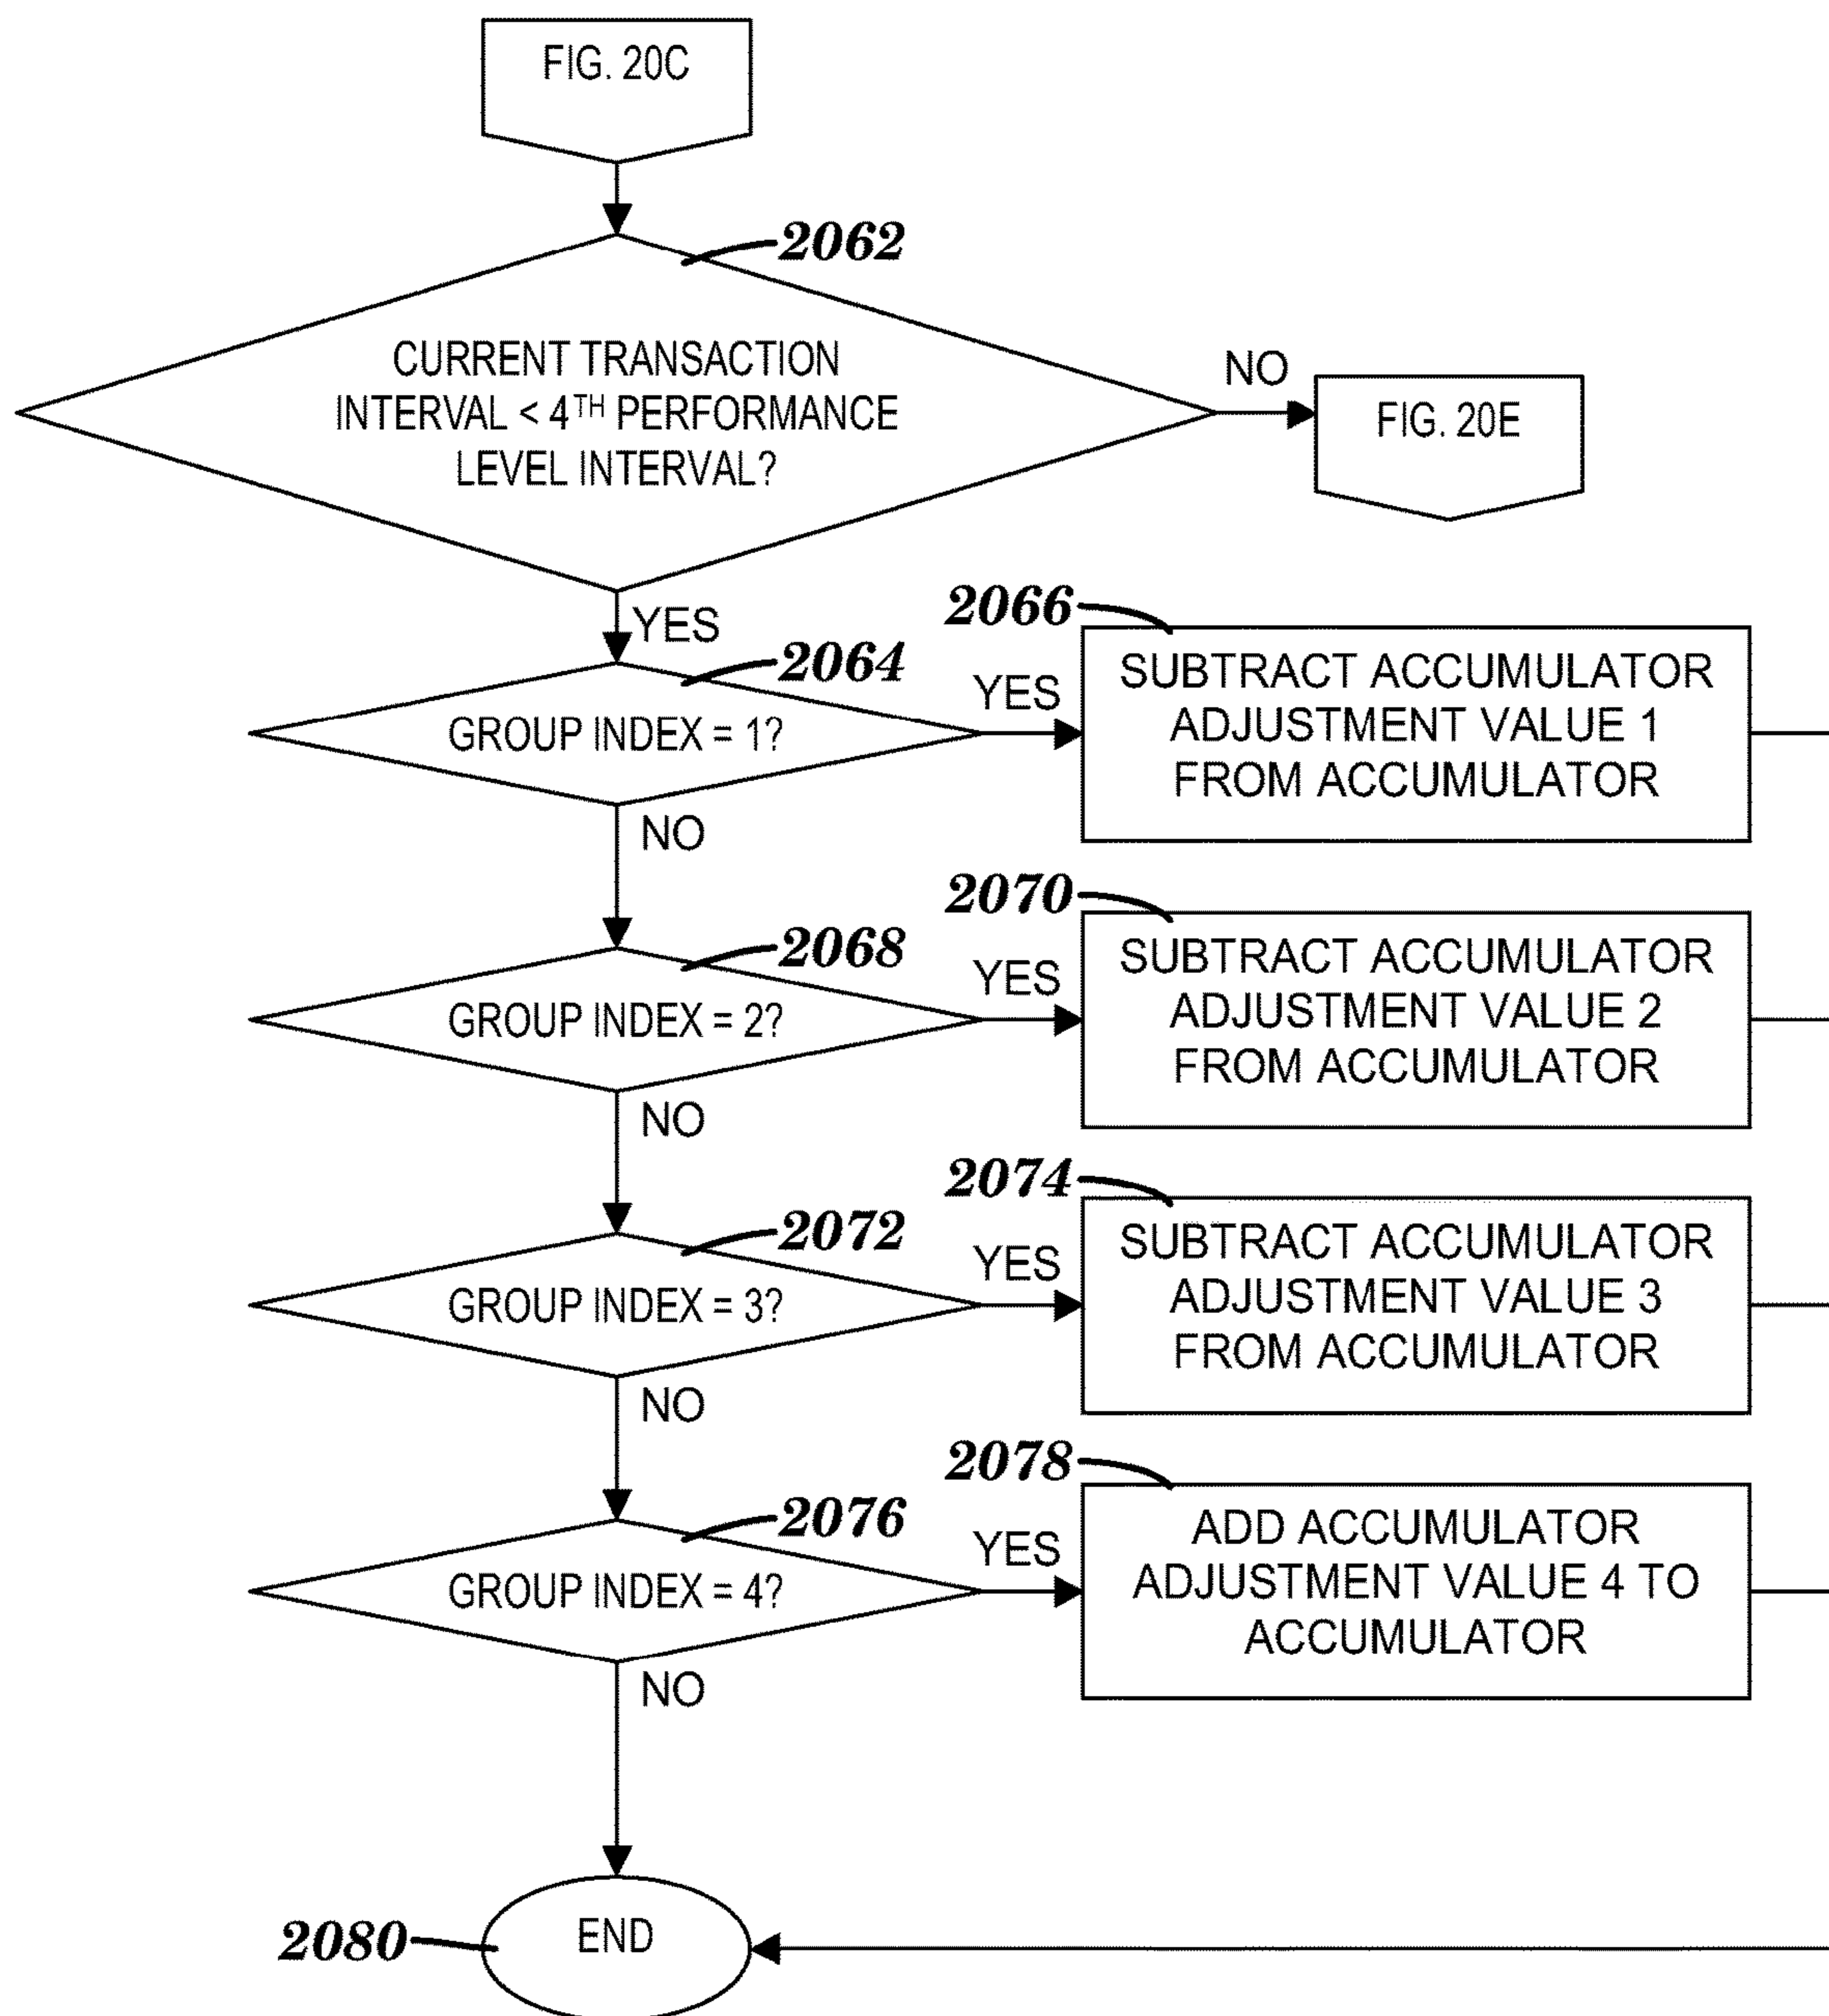 FIG. 20C
2062
CURRENT TRANSACTION
INTERVAL < 4TH PERFORMANCE
LEVEL INTERVAL?
NO
FIG. 20E
YES
2064
GROUP INDEX = 1?
YES
2066
SUBTRACT ACCUMULATOR
ADJUSTMENT VALUE 1
FROM ACCUMULATOR
NO
2068
GROUP INDEX = 2?
YES
2070
SUBTRACT ACCUMULATOR
ADJUSTMENT VALUE 2
FROM ACCUMULATOR
NO
2072
GROUP INDEX = 3?
YES
2074
SUBTRACT ACCUMULATOR
ADJUSTMENT VALUE 3
FROM ACCUMULATOR
NO
2076
GROUP INDEX = 4?
YES
2078
ADD ACCUMULATOR
ADJUSTMENT VALUE 4 TO
ACCUMULATOR
NO
2080
END